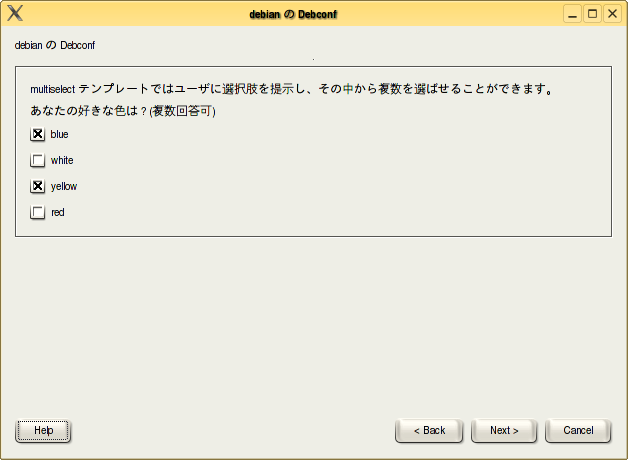 debian の Debconf
debian の Debconf
multiselect テンプレートではユーザに選択肢を提示し、その中から複数を選ばせることができます。
あなたの好きな色は？(複数回答可)
blue
white
yellow
red
Help
< Back
Next >
Cancel